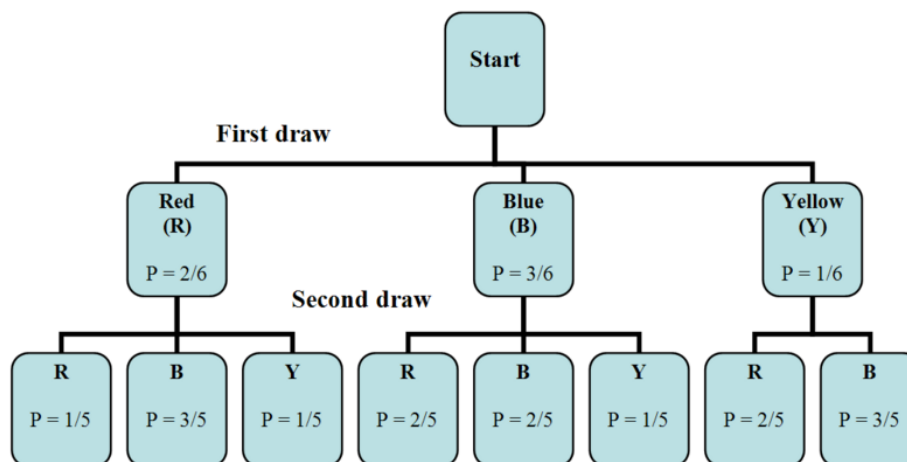 Start
First draw
Red
(R)
P = 2/6
Blue
(B)
P = 3/6
Yellow
(Y)
P = 1/6
Second draw
R
P = 1/5
B
P = 3/5
Y
P = 1/5
R
P = 2/5
B
P = 2/5
Y
P = 1/5
R
P = 2/5
B
P = 3/5